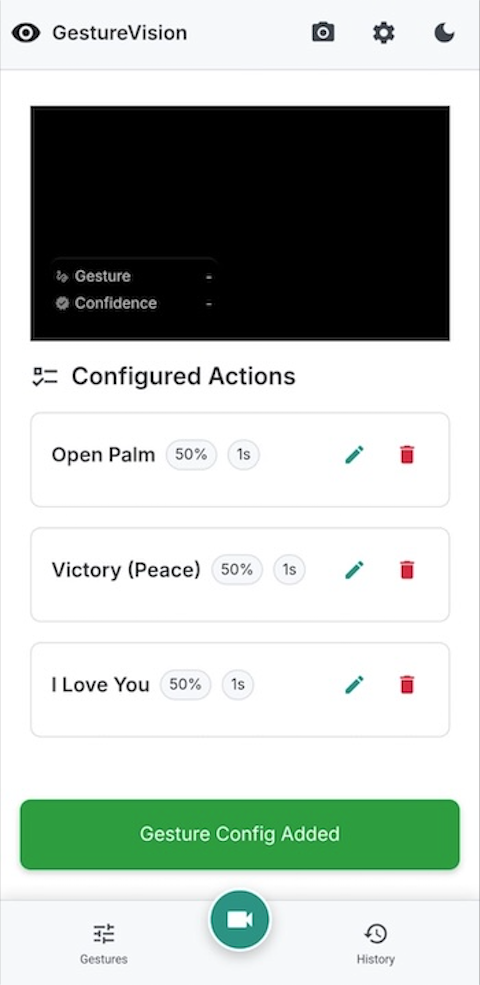 GestureVision
Gesture -
Confidence -
Configured Actions
Open Palm 50% 1s
Victory (Peace) 50% 1s
I Love You 50% 1s
Gesture Config Added
Gestures History